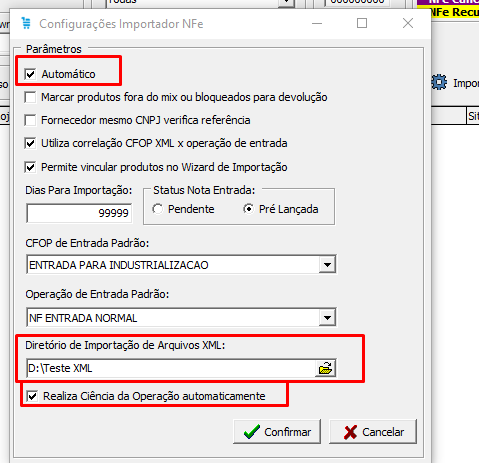 Todas
000000000
NFe Recu
Configurações Importador NFe
Parâmetros
Automático
Impor
Marcar produtos fora do mix ou bloqueados para devolução
Fornecedor mesmo CNPJ verifica referência
Sit
Utiliza correlação CFOP XML x operação de entrada
Permite vincular produtos no Wizard de Importação
Dias Para Importação:
Status Nota Entrada:
99999
Pendente
Pré Lançada
CFOP de Entrada Padrão:
ENTRADA PARA INDUSTRIALIZACAO
Operação de Entrada Padrão:
NF ENTRADA NORMAL
Diretório de Importação de Arquivos XML:
D:\Teste XML
Realiza Ciência da Operação automaticamente
Confirmar
Cancelar